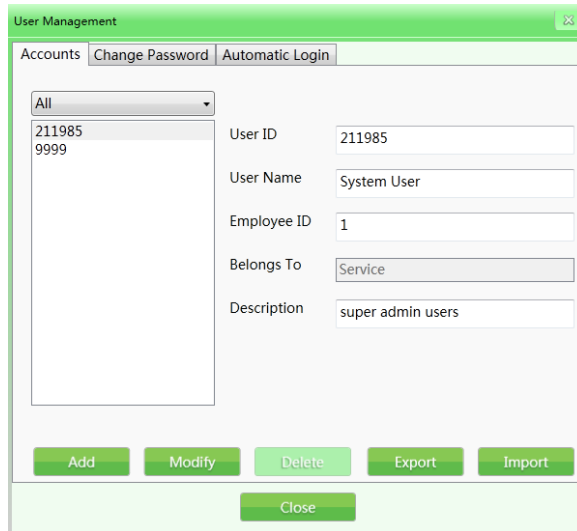 User Management
Accounts Change Password Automatic Login
All
211985
9999
User ID 211985
User Name System User
Employee ID 1
Belongs To Service
Description super admin users
Add Modify Delete Export Import
Close